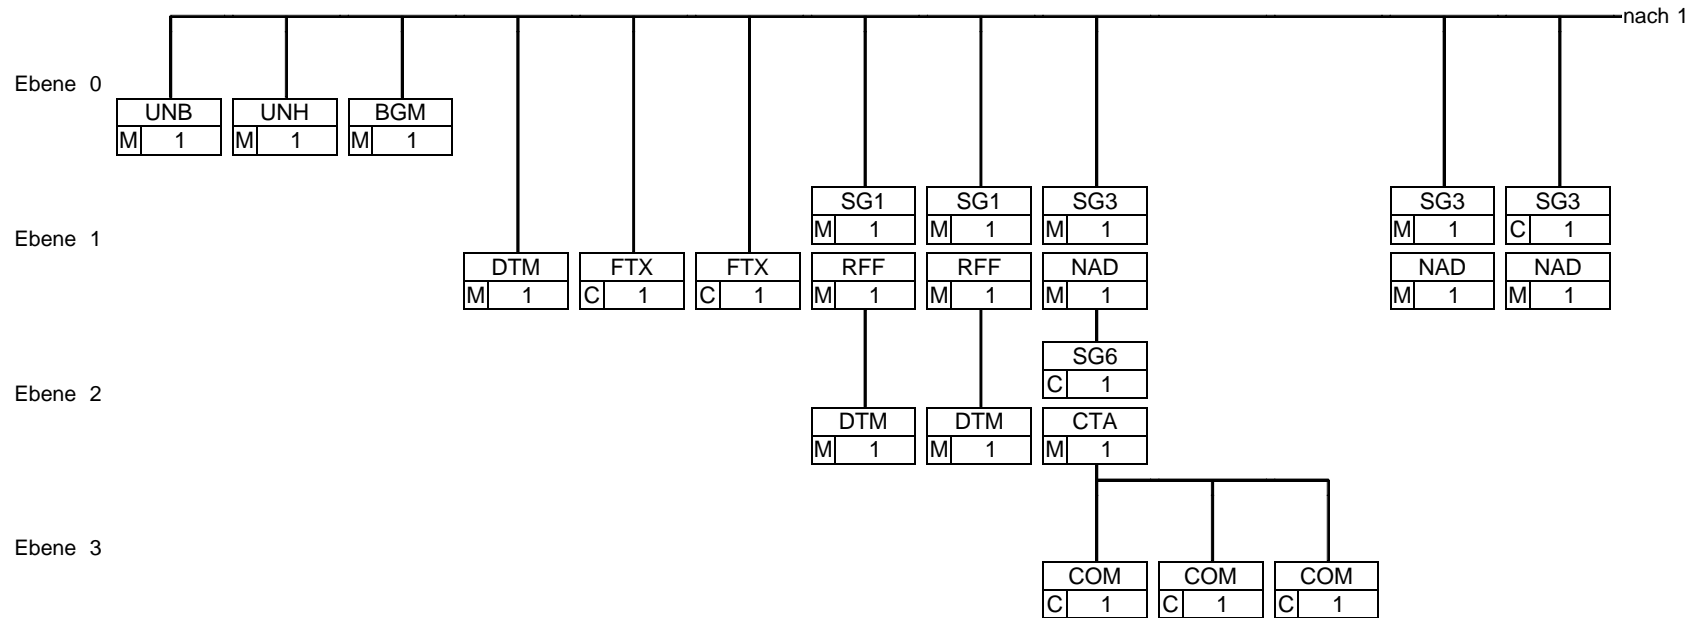 nach 1
Ebene 0
UNB UNH BGM
M 1 M 1 M 1
SG1 SG1 SG3 SG3 SG3
M 1 M 1 M 1 M 1 C 1
Ebene 1
DTM FTX FTX RFF RFF NAD NAD NAD
M 1 C 1 C 1 M 1 M 1 M 1 M 1 M 1
SG6
C 1
Ebene 2
DTM DTM CTA
M 1 M 1 M 1
Ebene 3
COM COM COM
C 1 C 1 C 1